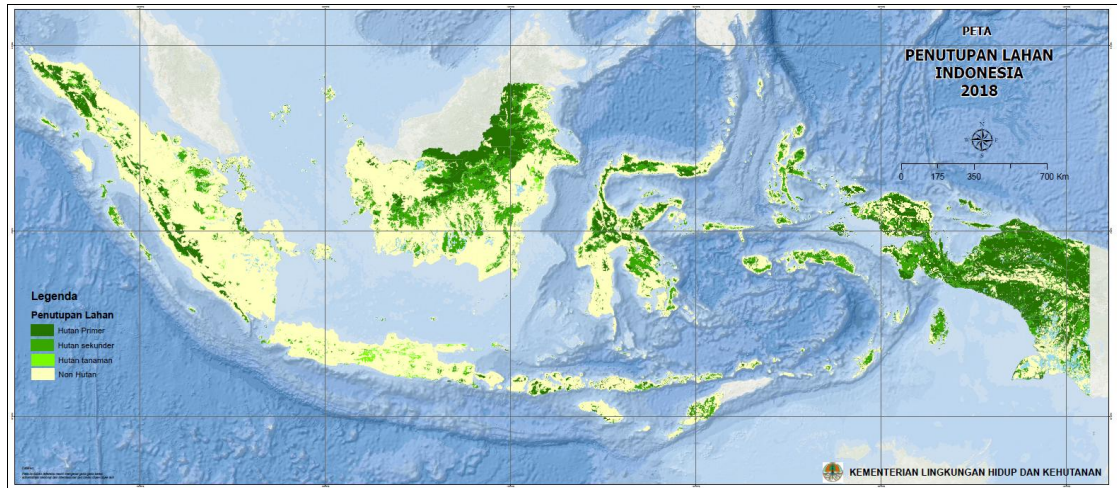 PETA
PENUTUPAN LAHAN
INDONESIA
2018
0 175 350 700 Km
Legenda
Penutupan Lahan
Hutan Primer
Hutan sekunder
Hutan tanaman
Non Hutan
KEMENTERIAN LINGKUNGAN HIDUP DAN KEHUTANAN